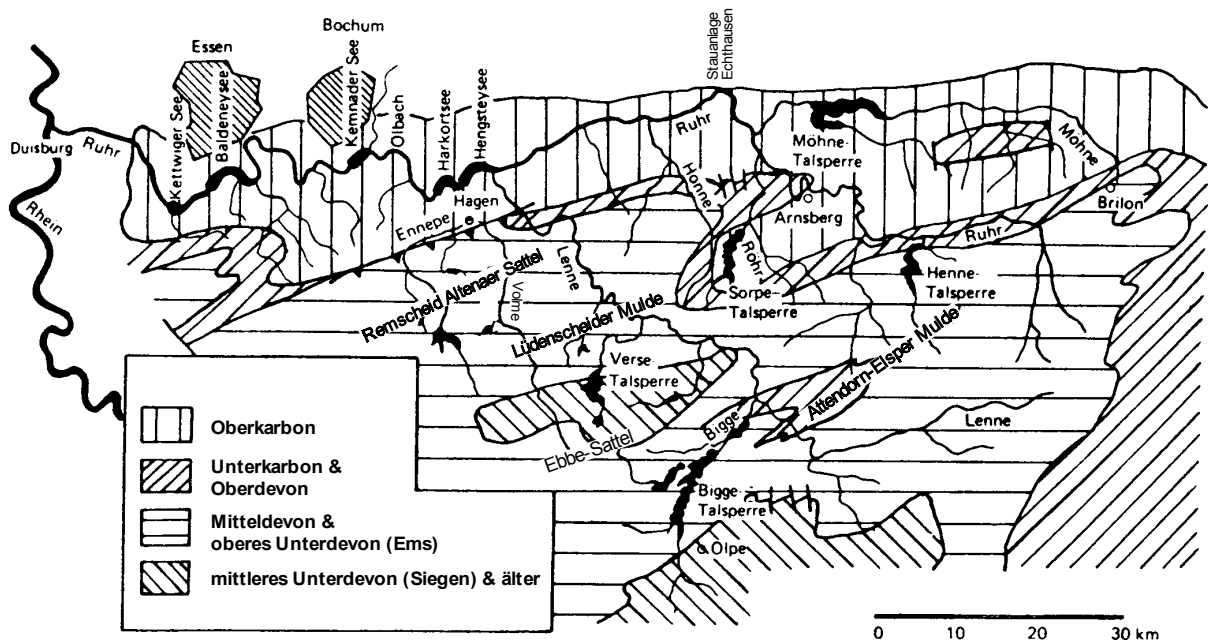 Essen
Bochum
Stauanlage
Echthausen
Kettwiger See
Baldeneysee
Kemnader See
Olbach
Harkortsee
Hengsteysee
Ruhr
Duisburg
Ruhr
Rhein
Möhne-
Talsperre
Möhne
Hönne
Hagen
Ennepe
Arnsberg
Brilon
Ruhr
Röhr
Henne-
Talsperre
Sorpe-
Talsperre
Lenne
Volme
Remscheid Altenaer Sattel
Lüdenscheider Mulde
Verse-
Talsperre
Attendorn-Elsper Mulde
Bigge
Lenne
Ebbe-Sattel
Bigge-
Talsperre
Olpe
Oberkarbon
Unterkarbon &
Oberdevon
Mitteldevon &
oberes Unterdevon (Ems)
mittleres Unterdevon (Siegen) & älter
0 10 20 30 km